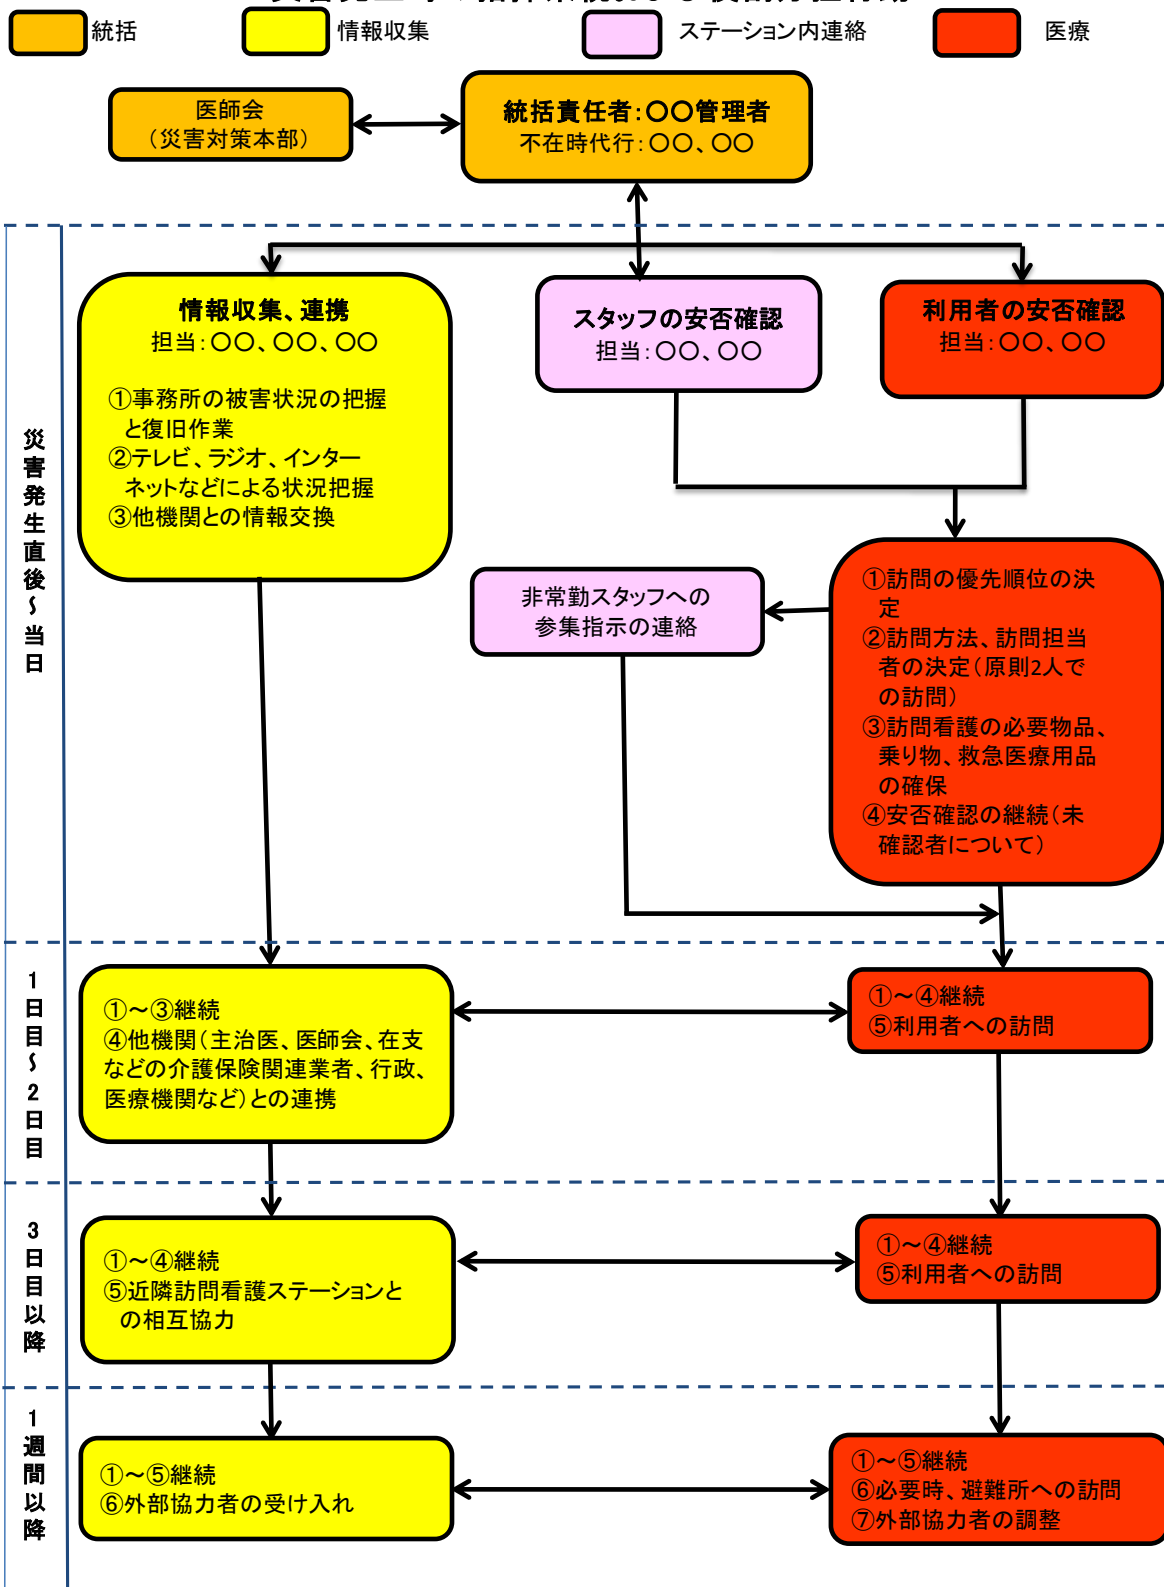 統括
情報収集
ステーション内連絡
医療
医師会
（災害対策本部）
統括責任者：〇〇管理者
不在時代行：〇〇、〇〇
災害発生直後～当日
情報収集、連携
担当：〇〇、〇〇、〇〇
①事務所の被害状況の把握
と復旧作業
②テレビ、ラジオ、インター
ネットなどによる状況把握
③他機関との情報交換
スタッフの安否確認
担当：〇〇、〇〇
利用者の安否確認
担当：〇〇、〇〇
非常勤スタッフへの
参集指示の連絡
①訪問の優先順位の決
定
②訪問方法、訪問担当
者の決定（原則2人で
の訪問）
③訪問看護の必要物品、
乗り物、救急医療用品
の確保
④安否確認の継続（未
確認者について）
1日目～2日目
①～③継続
④他機関（主治医、医師会、在支
などの介護保険関連業者、行政、
医療機関など）との連携
①～④継続
⑤利用者への訪問
3日目以降
①～④継続
⑤近隣訪問看護ステーションと
の相互協力
①～④継続
⑤利用者への訪問
1週間以降
①～⑤継続
⑥外部協力者の受け入れ
①～⑤継続
⑥必要時、避難所への訪問
⑦外部協力者の調整